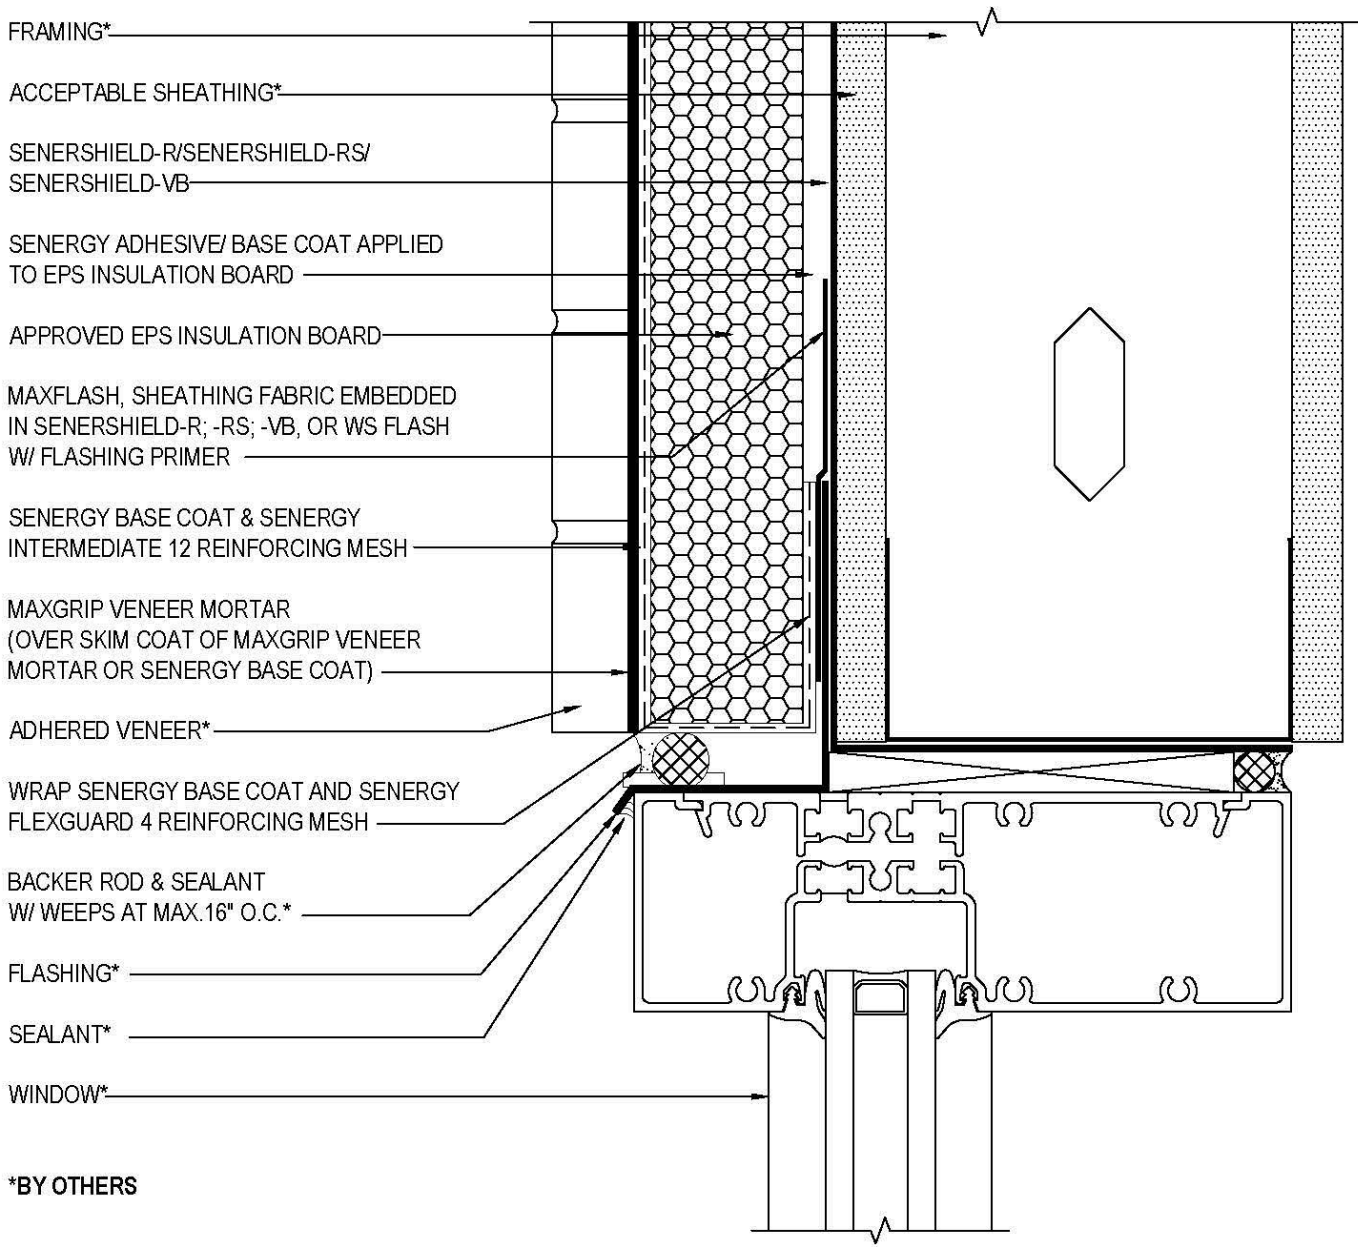 FRAMING*
ACCEPTABLE SHEATHING*
SENERSHIELD-R/SENERSHIELD-RS/
SENERSHIELD-VB
SENERGY ADHESIVE/ BASE COAT APPLIED
TO EPS INSULATION BOARD
APPROVED EPS INSULATION BOARD
MAXFLASH, SHEATHING FABRIC EMBEDDED
IN SENERSHIELD-R; -RS; -VB, OR WS FLASH
W/ FLASHING PRIMER
SENERGY BASE COAT & SENERGY
INTERMEDIATE 12 REINFORCING MESH
MAXGRIP VENEER MORTAR
(OVER SKIM COAT OF MAXGRIP VENEER
MORTAR OR SENERGY BASE COAT)
ADHERED VENEER*
WRAP SENERGY BASE COAT AND SENERGY
FLEXGUARD 4 REINFORCING MESH
BACKER ROD & SEALANT
W/ WEEPS AT MAX.16" O.C.*
FLASHING*
SEALANT*
WINDOW*
*BY OTHERS